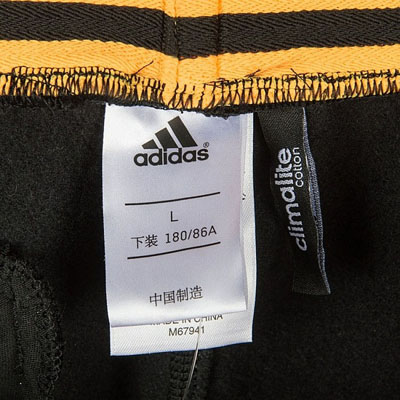 adidas
L
下装 180/86A
中国制造
MADE IN CHINA
M67941
climalite
cotton